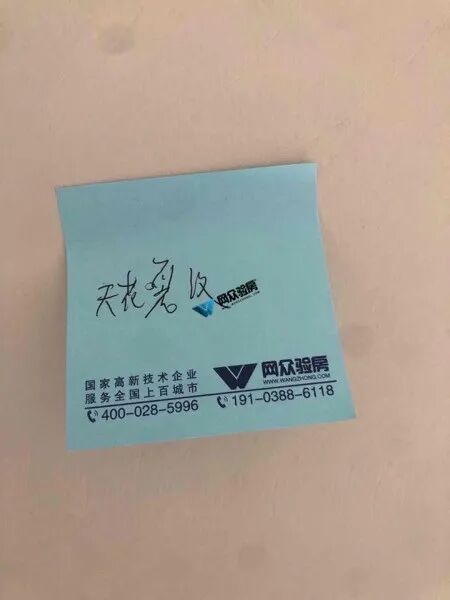 天花裂纹
网众验房
网众验房
WWW.WANGZHONG.COM
国家高新技术企业
服务全国上百城市
400-028-5996
191-0388-6118